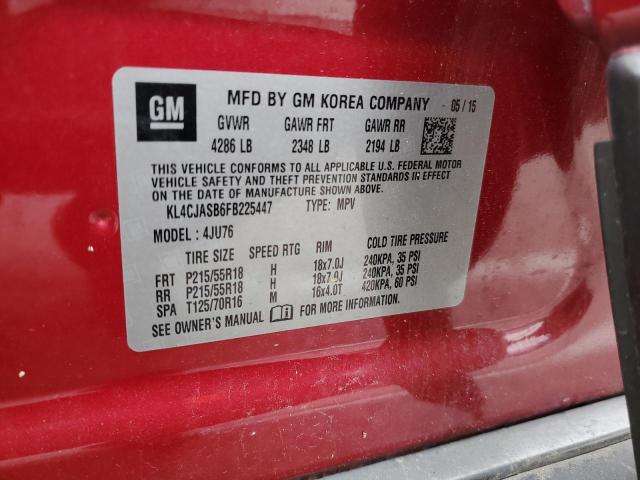 GM MFD BY GM KOREA COMPANY 05 / 15
GVWR GAWR FRT GAWR RR
4286 LB 2348 LB 2194 LB
THIS VEHICLE CONFORMS TO ALL APPLICABLE U.S. FEDERAL MOTOR
VEHICLE SAFETY AND THEFT PREVENTION STANDARDS IN EFFECT
ON THE DATE OF MANUFACTURE SHOWN ABOVE.
KL4CJASB6FB225447 TYPE: MPV
MODEL: 4JU76
TIRE SIZE SPEED RTG RIM COLD TIRE PRESSURE
FRT P215/55R18 H 18x7.0J 240KPA, 35 PSI
RR P215/55R18 H 18x7.0J 240KPA, 35 PSI
SPA T125/70R16 M 16x4.0T 420KPA, 60 PSI
SEE OWNER'S MANUAL FOR MORE INFORMATION.